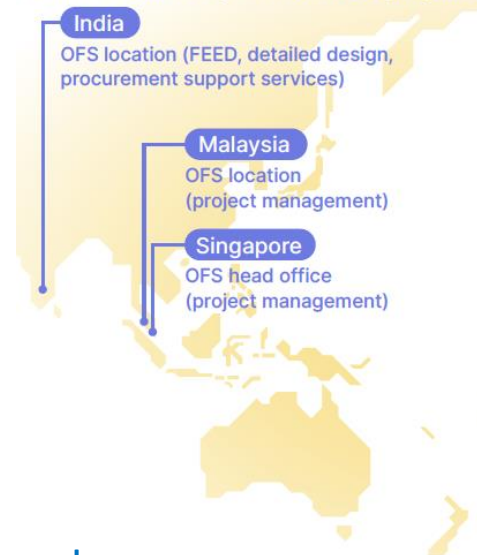 India
OFS location (FEED, detailed design,
procurement support services)
Malaysia
OFS location
(project management)
Singapore
OFS head office
(project management)